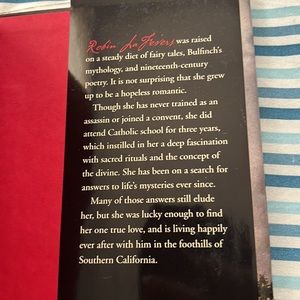 Robin LaFevers was raised
on a steady diet of fairy tales, Bulfinch's
mythology, and nineteenth-century
poetry. It is not surprising that she grew
up to be a hopeless romantic.
Though she has never trained as an
assassin or joined a convent, she did
attend Catholic school for three years,
which instilled in her a deep fascination
with sacred rituals and the concept of
the divine. She has been on a search for
answers to life's mysteries ever since.
Many of those answers still elude
her, but she was lucky enough to find
her one true love, and is living happily
ever after with him in the foothills of
Southern California.